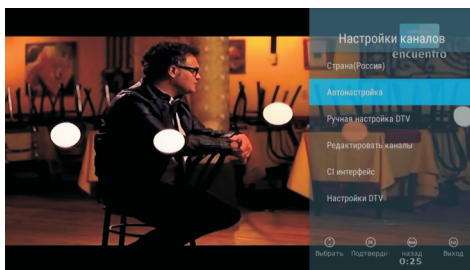 Настройки каналов
encuentro
Страна(Россия)
Автонастройка
Ручная настройка DTV
Редактировать каналы
CI интерфейс
Настройки DTV
Выбрать Подтверди назад Выход
0:25